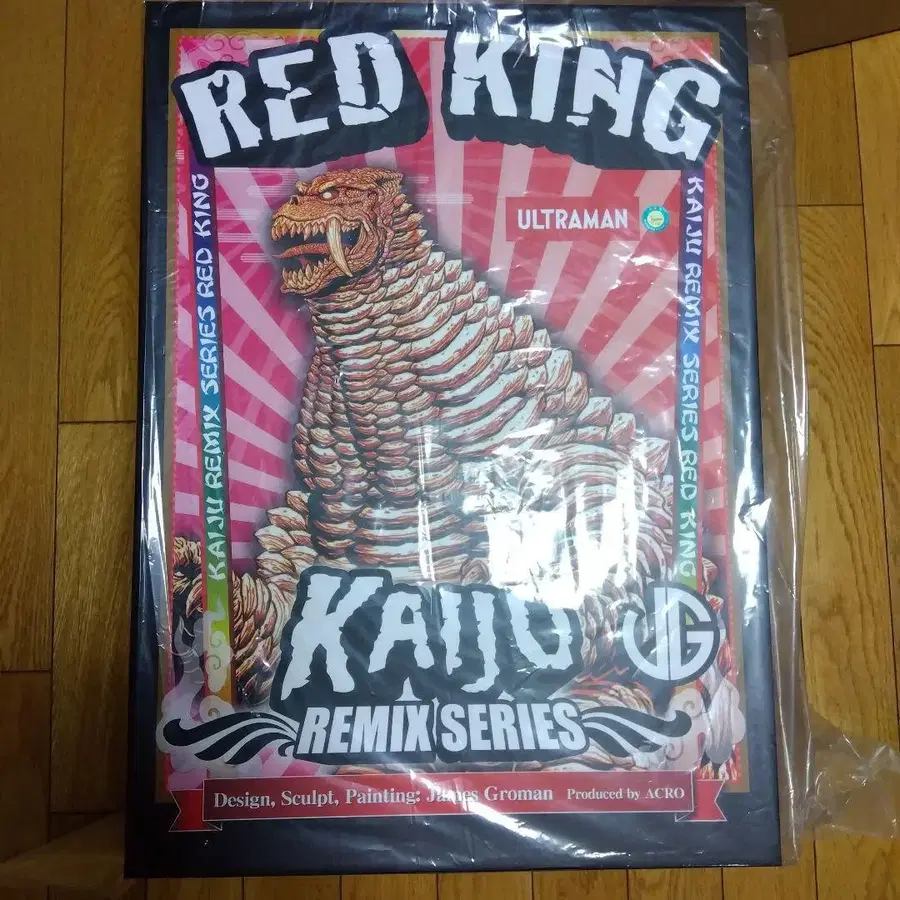 RED KING
KAIJU REMIX SERIES RED KING
ULTRAMAN
KAIJU REMIX SERIES RED KING
KAIJU
JG
REMIX SERIES
Design, Sculpt, Painting: James Groman Produced by ACRO